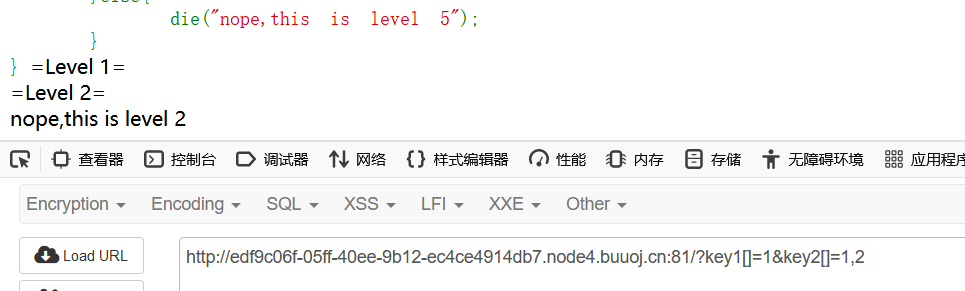 }else{
die("nope,this is level 5");
}
} =Level 1=
=Level 2=
nope,this is level 2
查看器 控制台 调试器 网络 样式编辑器 性能 内存 存储 无障碍环境 应用程序
Encryption Encoding SQL XSS LFI XXE Other
Load URL http://edf9c06f-05ff-40ee-9b12-ec4ce4914db7.node4.buuoj.cn:81/?key1[]=1&key2[]=1,2